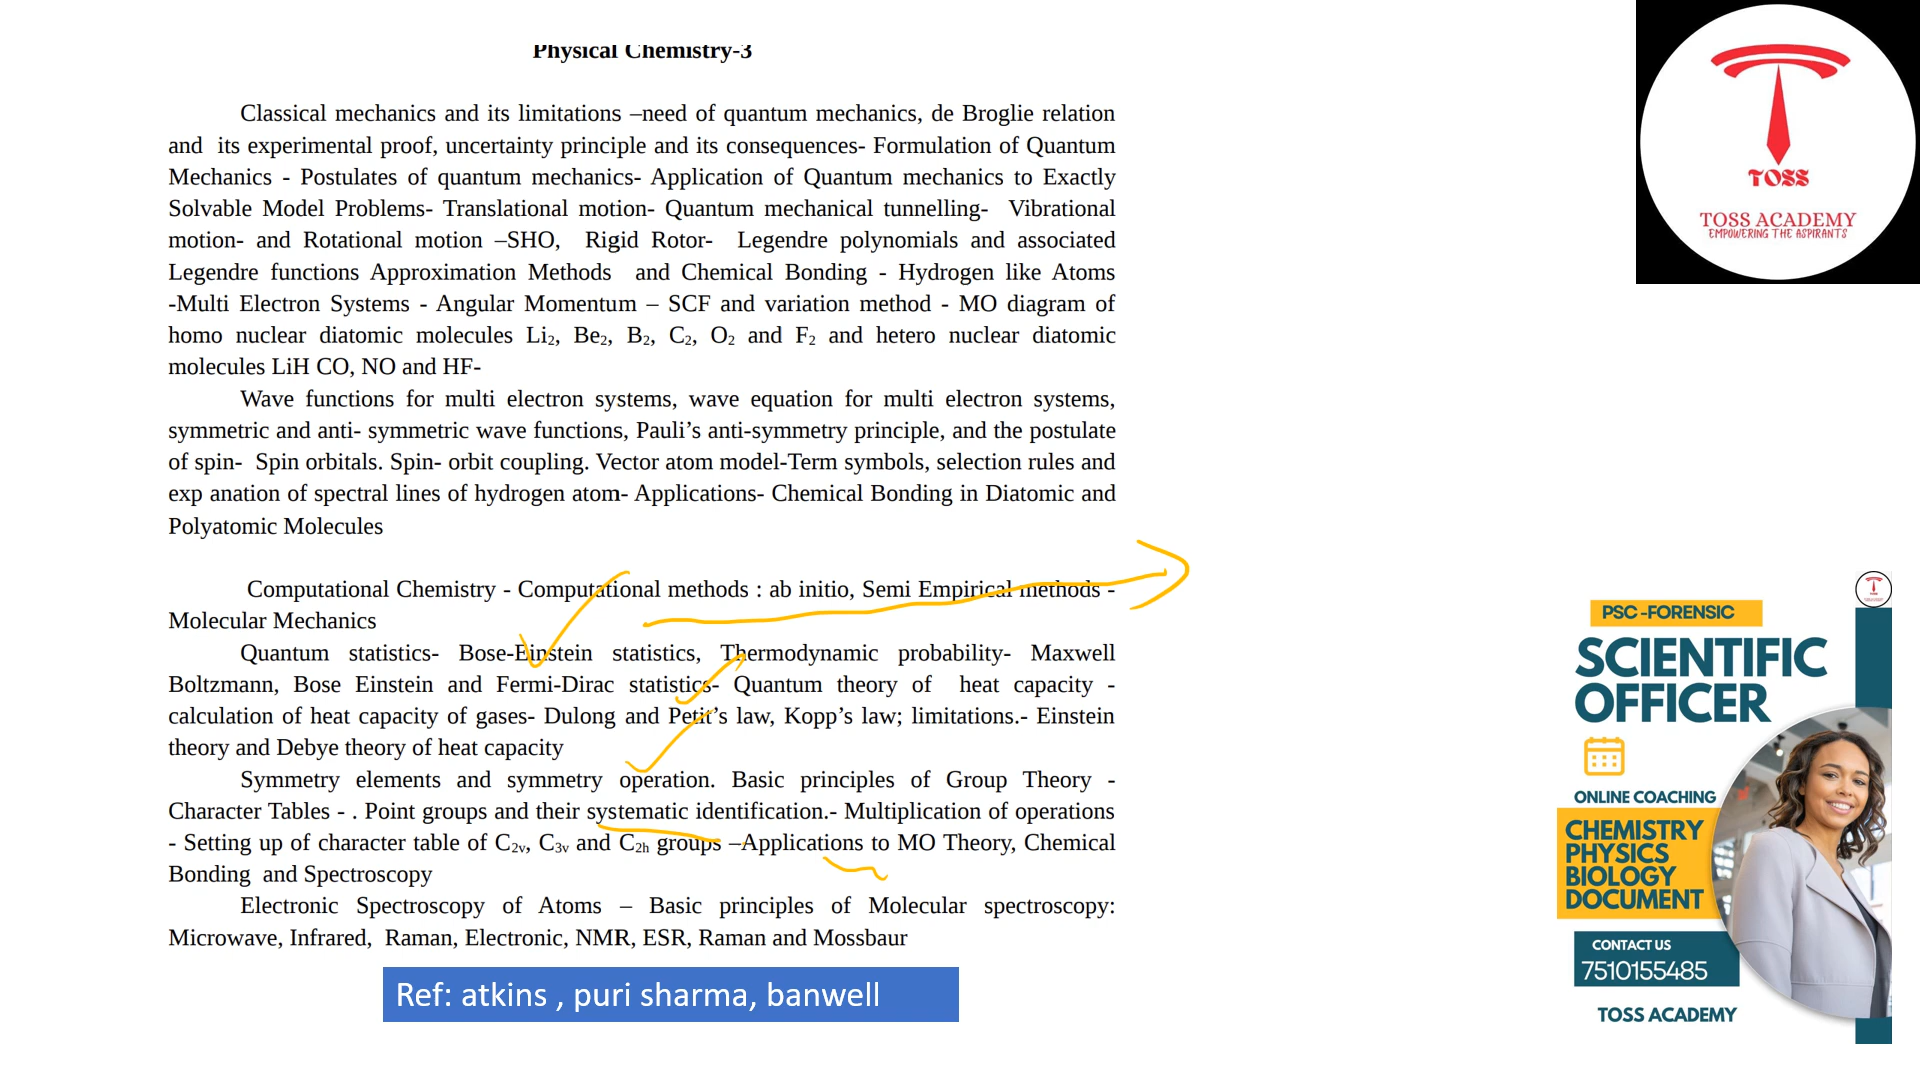 Physical Chemistry-3
Classical mechanics and its limitations –need of quantum mechanics, de Broglie relation
and its experimental proof, uncertainty principle and its consequences- Formulation of Quantum
Mechanics - Postulates of quantum mechanics- Application of Quantum mechanics to Exactly
Solvable Model Problems- Translational motion- Quantum mechanical tunnelling- Vibrational
motion- and Rotational motion –SHO, Rigid Rotor- Legendre polynomials and associated
Legendre functions Approximation Methods and Chemical Bonding - Hydrogen like Atoms
-Multi Electron Systems - Angular Momentum – SCF and variation method - MO diagram of
homo nuclear diatomic molecules Li₂, Be₂, B₂, C₂, O₂ and F₂ and hetero nuclear diatomic
molecules LiH CO, NO and HF-
Wave functions for multi electron systems, wave equation for multi electron systems,
symmetric and anti- symmetric wave functions, Pauli’s anti-symmetry principle, and the postulate
of spin- Spin orbitals. Spin- orbit coupling. Vector atom model-Term symbols, selection rules and
exp anation of spectral lines of hydrogen atom- Applications- Chemical Bonding in Diatomic and
Polyatomic Molecules
Computational Chemistry - Computational methods : ab initio, Semi Empirical methods -
Molecular Mechanics
Quantum statistics- Bose-Einstein statistics, Thermodynamic probability- Maxwell
Boltzmann, Bose Einstein and Fermi-Dirac statistics- Quantum theory of heat capacity -
calculation of heat capacity of gases- Dulong and Petit’s law, Kopp’s law; limitations.- Einstein
theory and Debye theory of heat capacity
Symmetry elements and symmetry operation. Basic principles of Group Theory -
Character Tables - . Point groups and their systematic identification.- Multiplication of operations
- Setting up of character table of C2v, C3v and C2h groups –Applications to MO Theory, Chemical
Bonding and Spectroscopy
Electronic Spectroscopy of Atoms – Basic principles of Molecular spectroscopy:
Microwave, Infrared, Raman, Electronic, NMR, ESR, Raman and Mossbaur
Ref: atkins , puri sharma, banwell
TOSS
TOSS ACADEMY
EMPOWERING THE ASPIRANTS
PSC -FORENSIC
SCIENTIFIC
OFFICER
ONLINE COACHING
CHEMISTRY
PHYSICS
BIOLOGY
DOCUMENT
CONTACT US
7510155485
TOSS ACADEMY